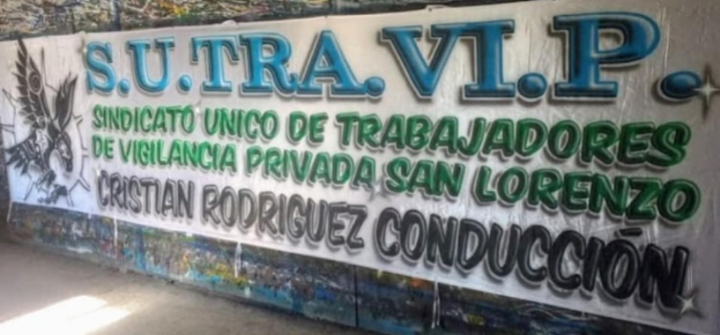 S.U.TRA.VI.P.
SINDICATO UNICO DE TRABAJADORES
DE VIGILANCIA PRIVADA SAN LORENZO
CRISTIAN RODRIGUEZ CONDUCCIÓN